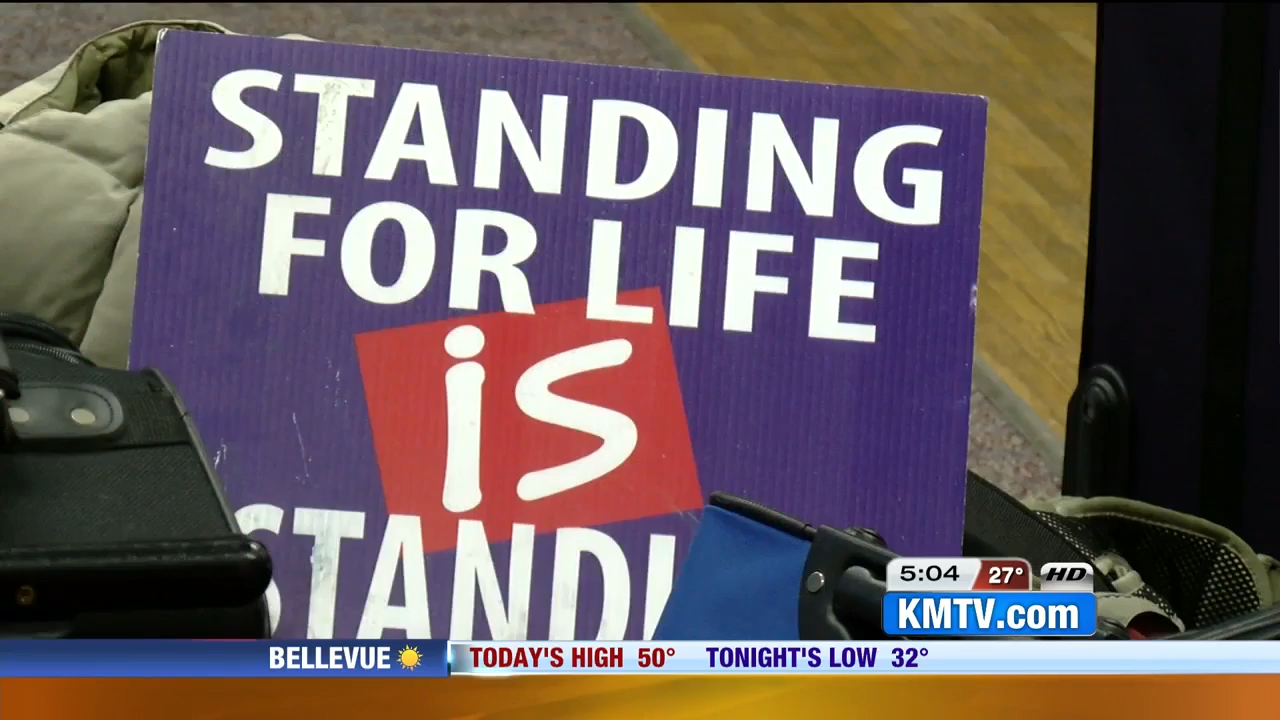 STANDING
FOR LIFE
is
5:04 27° HD
KMTV.com
BELLEVUE TODAY'S HIGH 50° TONIGHT'S LOW 32°